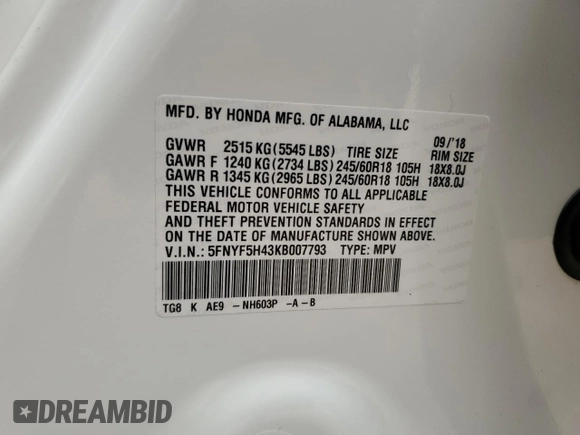 MFD. BY HONDA MFG. OF ALABAMA, LLC
09/'18
GVWR 2515 KG (5545 LBS) TIRE SIZE RIM SIZE
GAWR F 1240 KG (2734 LBS) 245/60R18 105H 18X8.0J
GAWR R 1345 KG (2965 LBS) 245/60R18 105H 18X8.0J
THIS VEHICLE CONFORMS TO ALL APPLICABLE
FEDERAL MOTOR VEHICLE SAFETY
AND THEFT PREVENTION STANDARDS IN EFFECT
ON THE DATE OF MANUFACTURE SHOWN ABOVE.
V.I.N.: 5FNYF5H43KB007793 TYPE: MPV
TG8 K AE9 - NH603P -A - B
DREAMBID